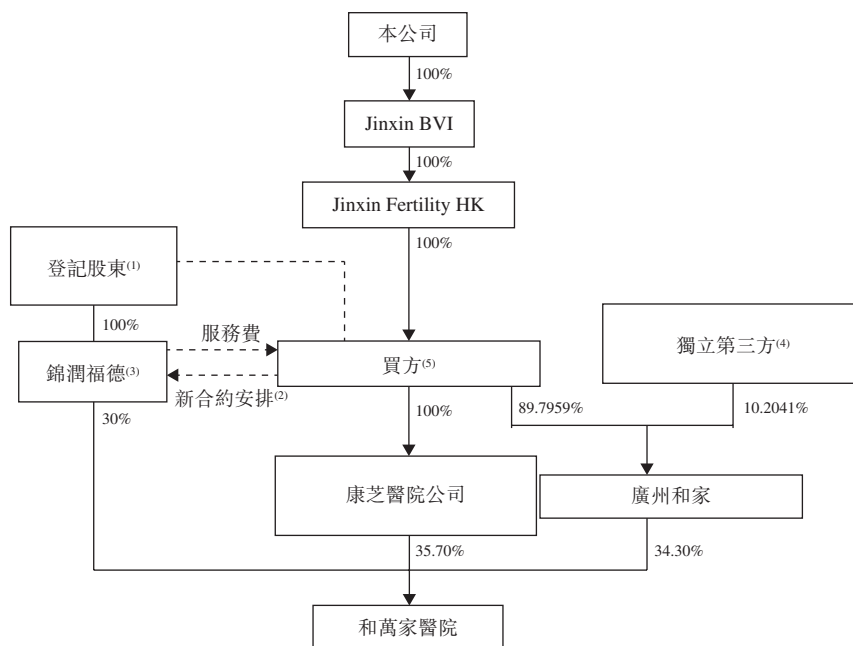 本公司
100%
Jinxin BVI
100%
Jinxin Fertility HK
100%
登記股東(1)
100%
服務費
錦潤福德(3)
買方(5)
獨立第三方(4)
新合約安排(2)
30%
100%
89.7959%
10.2041%
康芝醫院公司
廣州和家
35.70%
34.30%
和萬家醫院